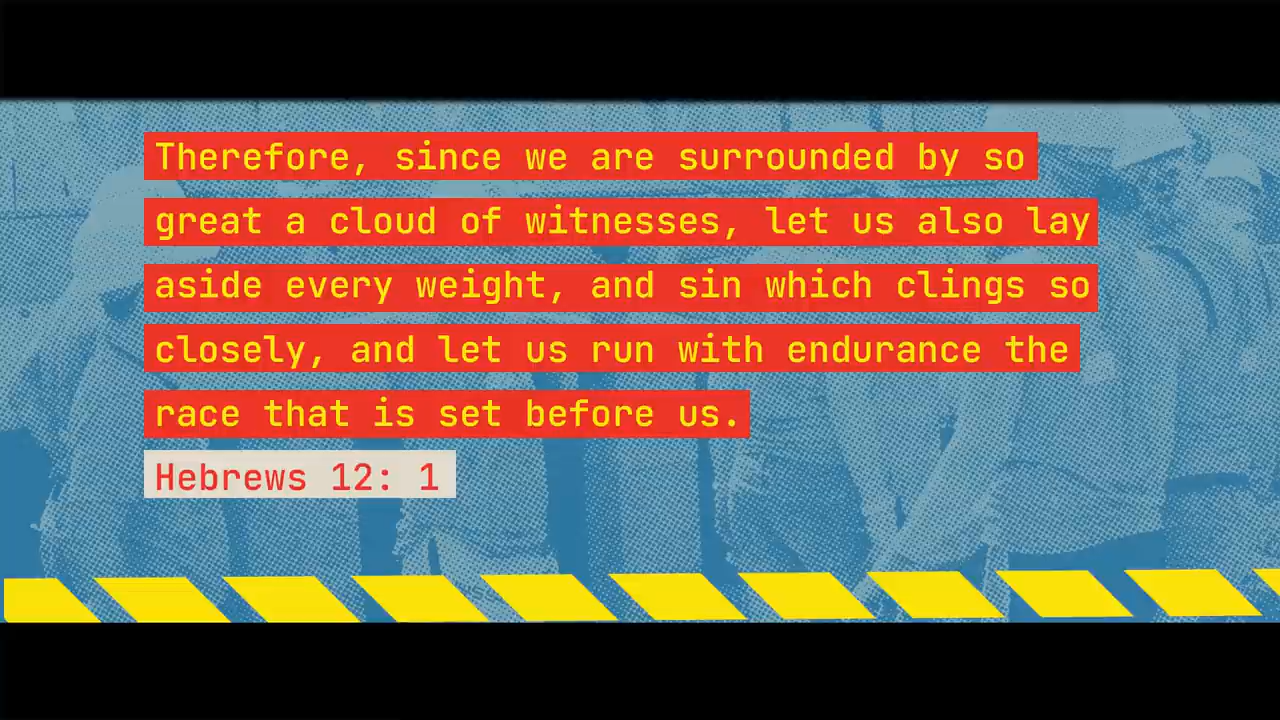 Therefore, since we are surrounded by so
great a cloud of witnesses, let us also lay
aside every weight, and sin which clings so
closely, and let us run with endurance the
race that is set before us.
Hebrews 12: 1